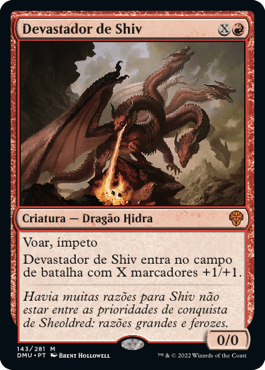 Devastador de Shiv X
Criatura — Dragão Hidra
Voar, ímpeto
Devastador de Shiv entra no campo
de batalha com X marcadores +1/+1.
Havia muitas razões para Shiv não
estar entre as prioridades de conquista
de Sheoldred: razões grandes e ferozes.
0/0
143/281 M
DMU • PT Brent Hollowell
™ & © 2022 Wizards of the Coast